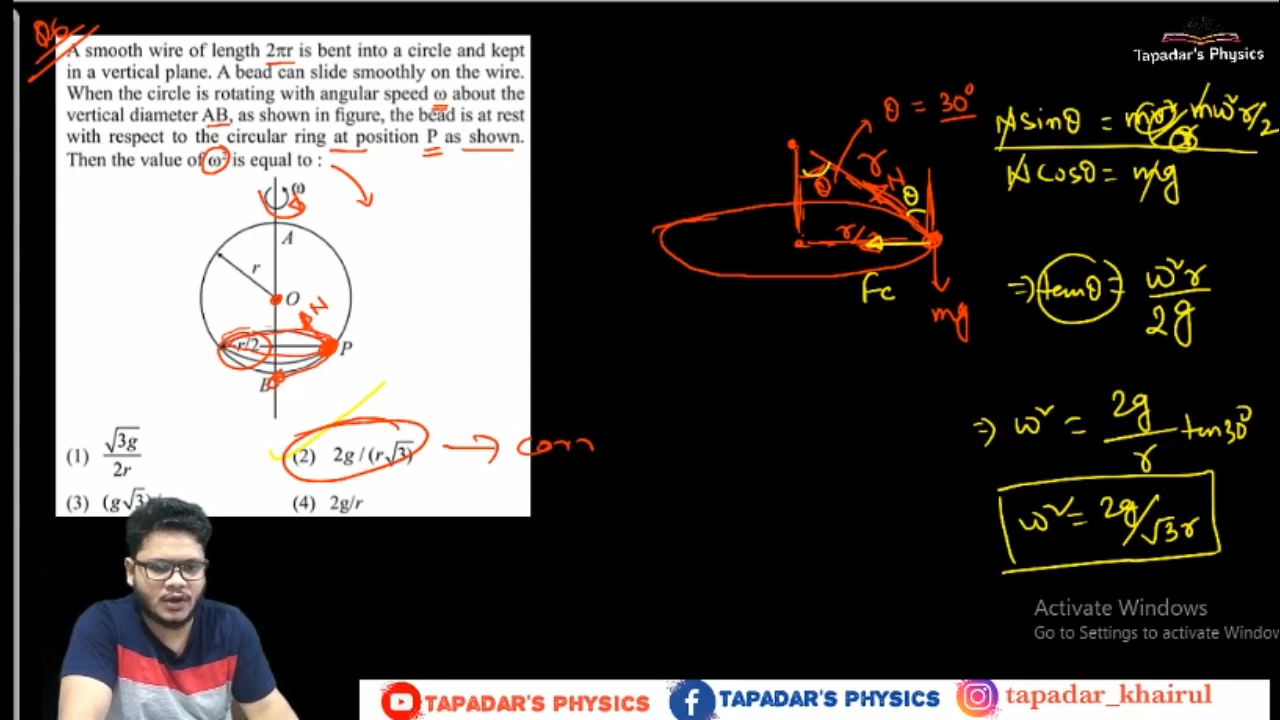 Q6
A smooth wire of length 2πr is bent into a circle and kept
in a vertical plane. A bead can slide smoothly on the wire.
When the circle is rotating with angular speed ω about the
vertical diameter AB, as shown in figure, the bead is at rest
with respect to the circular ring at position P as shown.
Then the value of ω² is equal to :
ω
A
r
O
N
r/2
P
B
(1) √3g / 2r
(2) 2g / (r√3) → corr
(3) (g√3)/
(4) 2g/r
Tapadar's Physics
θ = 30°
r
θ
N
θ
r/2
Fc
mg
N sinθ = mω²r/2
N cosθ = mg
⇒ tanθ = ω²r / 2g
⇒ ω² = 2g / r tan30°
ω² = 2g/√3r
Activate Windows
Go to Settings to activate Window
TAPADAR'S PHYSICS
TAPADAR'S PHYSICS
tapadar_khairul